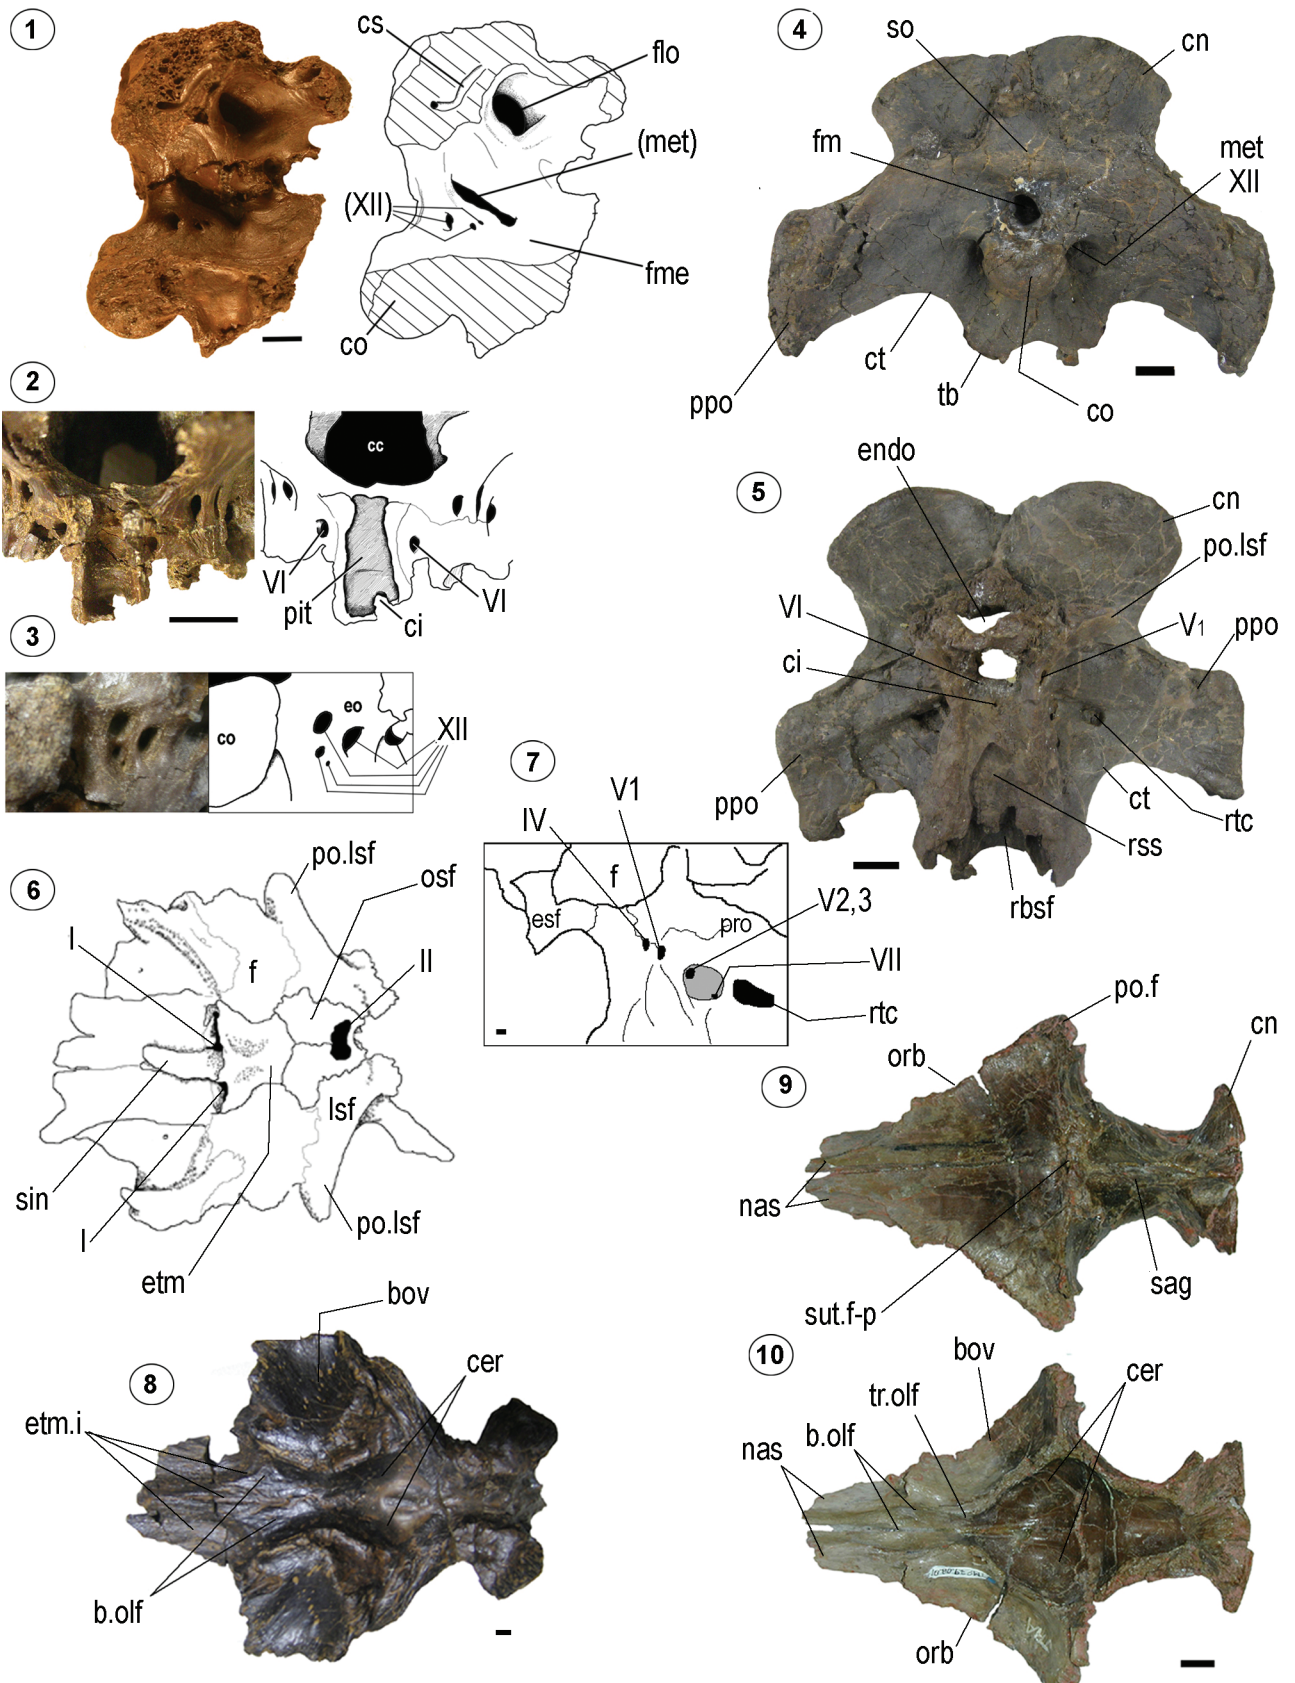 1
cs
flo
(met)
(XII)
fme
co
2
cc
VI
pit
ci
VI
3
co
eo
XII
4
so
cn
fm
met
XII
ppo
ct
tb
co
5
endo
cn
po.lsf
VI
V1
ppo
ci
ppo
ct
rtc
rss
rbsf
6
po.lsf
osf
I
f
II
lsf
sin
I
po.lsf
etm
7
V1
IV
f
V2,3
esf
pro
VII
rtc
8
bov
cer
etm.i
b.olf
9
po.f
orb
cn
nas
sag
sut.f-p
10
bov
cer
tr.olf
b.olf
nas
orb